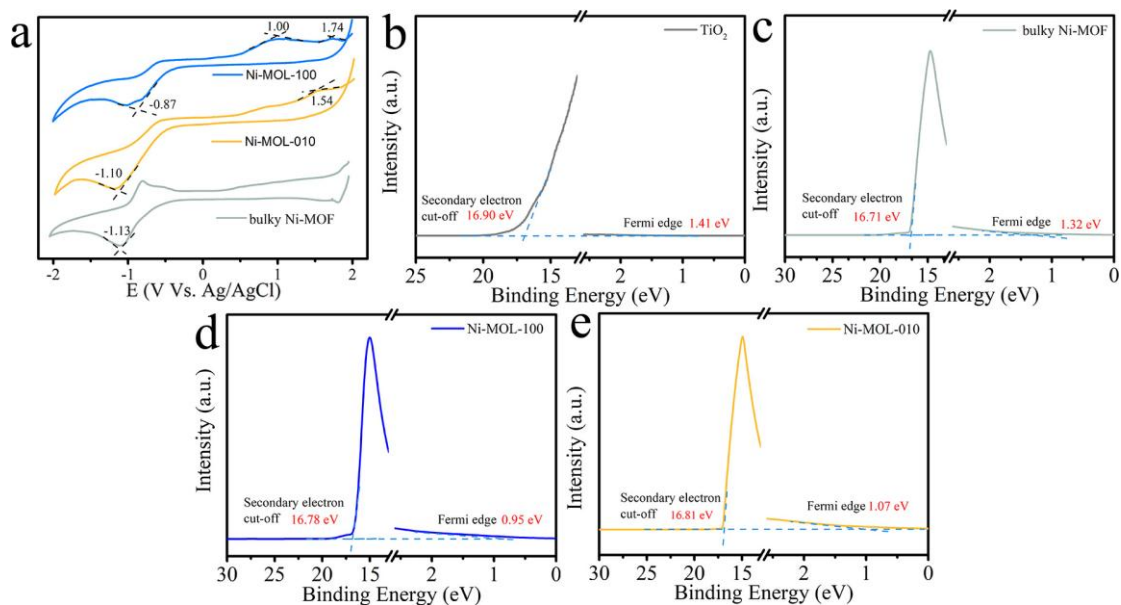 a
1.00
1.74
Ni-MOL-100
-0.87
1.54
Ni-MOL-010
-1.10
bulky Ni-MOF
-1.13
-2 -1 0 1 2
E (V Vs. Ag/AgCl)
b
TiO2
Intensity (a.u.)
Secondary electron
cut-off 16.90 eV
Fermi edge 1.41 eV
25 20 15 1 0
Binding Energy (eV)
c
bulky Ni-MOF
Intensity (a.u.)
Secondary electron
cut-off 16.71 eV
Fermi edge 1.32 eV
30 25 20 15 2 1 0
Binding Energy (eV)
d
Ni-MOL-100
Intensity (a.u.)
Secondary electron
cut-off 16.78 eV
Fermi edge 0.95 eV
30 25 20 15 2 1 0
Binding Energy (eV)
e
Ni-MOL-010
Intensity (a.u.)
Secondary electron
cut-off 16.81 eV
Fermi edge 1.07 eV
30 25 20 15 2 1 0
Binding Energy (eV)